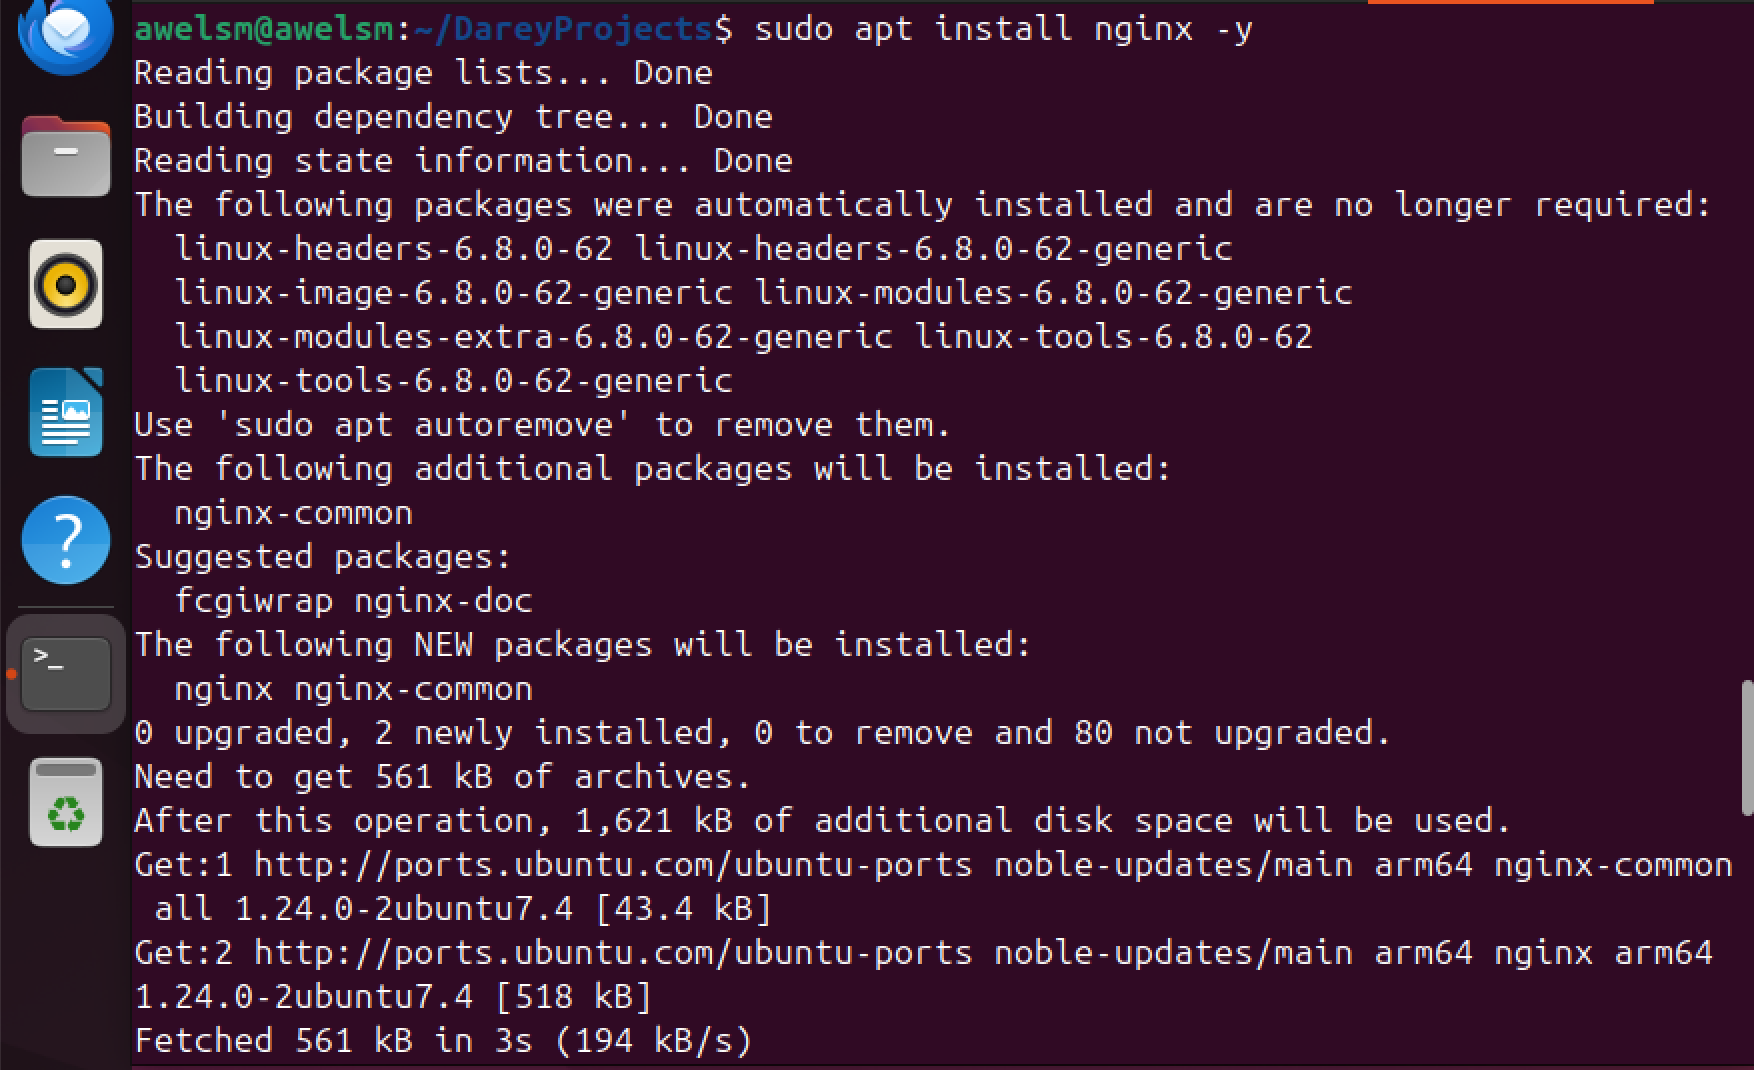 awelsm@awelsm:~/DareyProjects$ sudo apt install nginx -y
Reading package lists... Done
Building dependency tree... Done
Reading state information... Done
The following packages were automatically installed and are no longer required:
  linux-headers-6.8.0-62 linux-headers-6.8.0-62-generic
  linux-image-6.8.0-62-generic linux-modules-6.8.0-62-generic
  linux-modules-extra-6.8.0-62-generic linux-tools-6.8.0-62
  linux-tools-6.8.0-62-generic
Use 'sudo apt autoremove' to remove them.
The following additional packages will be installed:
  nginx-common
Suggested packages:
  fcgiwrap nginx-doc
The following NEW packages will be installed:
  nginx nginx-common
0 upgraded, 2 newly installed, 0 to remove and 80 not upgraded.
Need to get 561 kB of archives.
After this operation, 1,621 kB of additional disk space will be used.
Get:1 http://ports.ubuntu.com/ubuntu-ports noble-updates/main arm64 nginx-common
 all 1.24.0-2ubuntu7.4 [43.4 kB]
Get:2 http://ports.ubuntu.com/ubuntu-ports noble-updates/main arm64 nginx arm64
1.24.0-2ubuntu7.4 [518 kB]
Fetched 561 kB in 3s (194 kB/s)